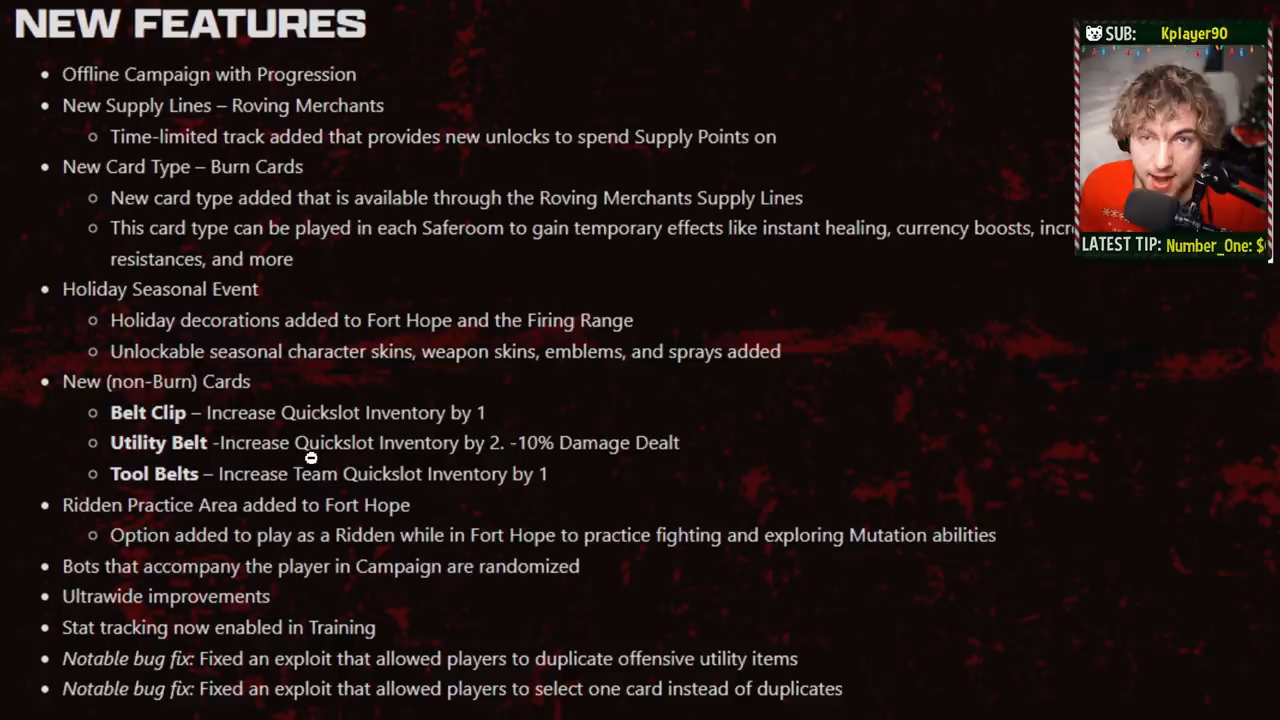 NEW FEATURES
SUB: Kplayer90
• Offline Campaign with Progression
• New Supply Lines – Roving Merchants
○ Time-limited track added that provides new unlocks to spend Supply Points on
• New Card Type – Burn Cards
○ New card type added that is available through the Roving Merchants Supply Lines
○ This card type can be played in each Saferoom to gain temporary effects like instant healing, currency boosts,
resistances, and more
LATEST TIP: Number_One: $
• Holiday Seasonal Event
○ Holiday decorations added to Fort Hope and the Firing Range
○ Unlockable seasonal character skins, weapon skins, emblems, and sprays added
• New (non-Burn) Cards
○ Belt Clip – Increase Quickslot Inventory by 1
○ Utility Belt -Increase Quickslot Inventory by 2. -10% Damage Dealt
○ Tool Belts – Increase Team Quickslot Inventory by 1
• Ridden Practice Area added to Fort Hope
○ Option added to play as a Ridden while in Fort Hope to practice fighting and exploring Mutation abilities
• Bots that accompany the player in Campaign are randomized
• Ultrawide improvements
• Stat tracking now enabled in Training
• Notable bug fix: Fixed an exploit that allowed players to duplicate offensive utility items
• Notable bug fix: Fixed an exploit that allowed players to select one card instead of duplicates